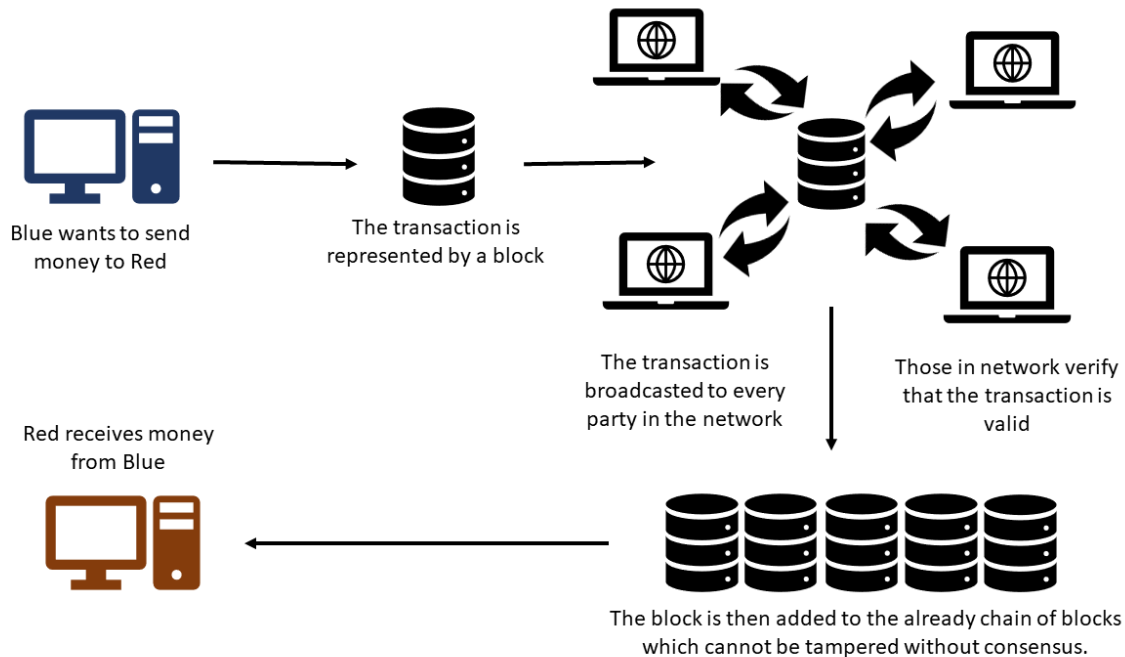 Blue wants to send
money to Red
The transaction is
represented by a block
The transaction is
broadcasted to every
party in the network
Those in network verify
that the transaction is
valid
Red receives money
from Blue
The block is then added to the already chain of blocks
which cannot be tampered without consensus.